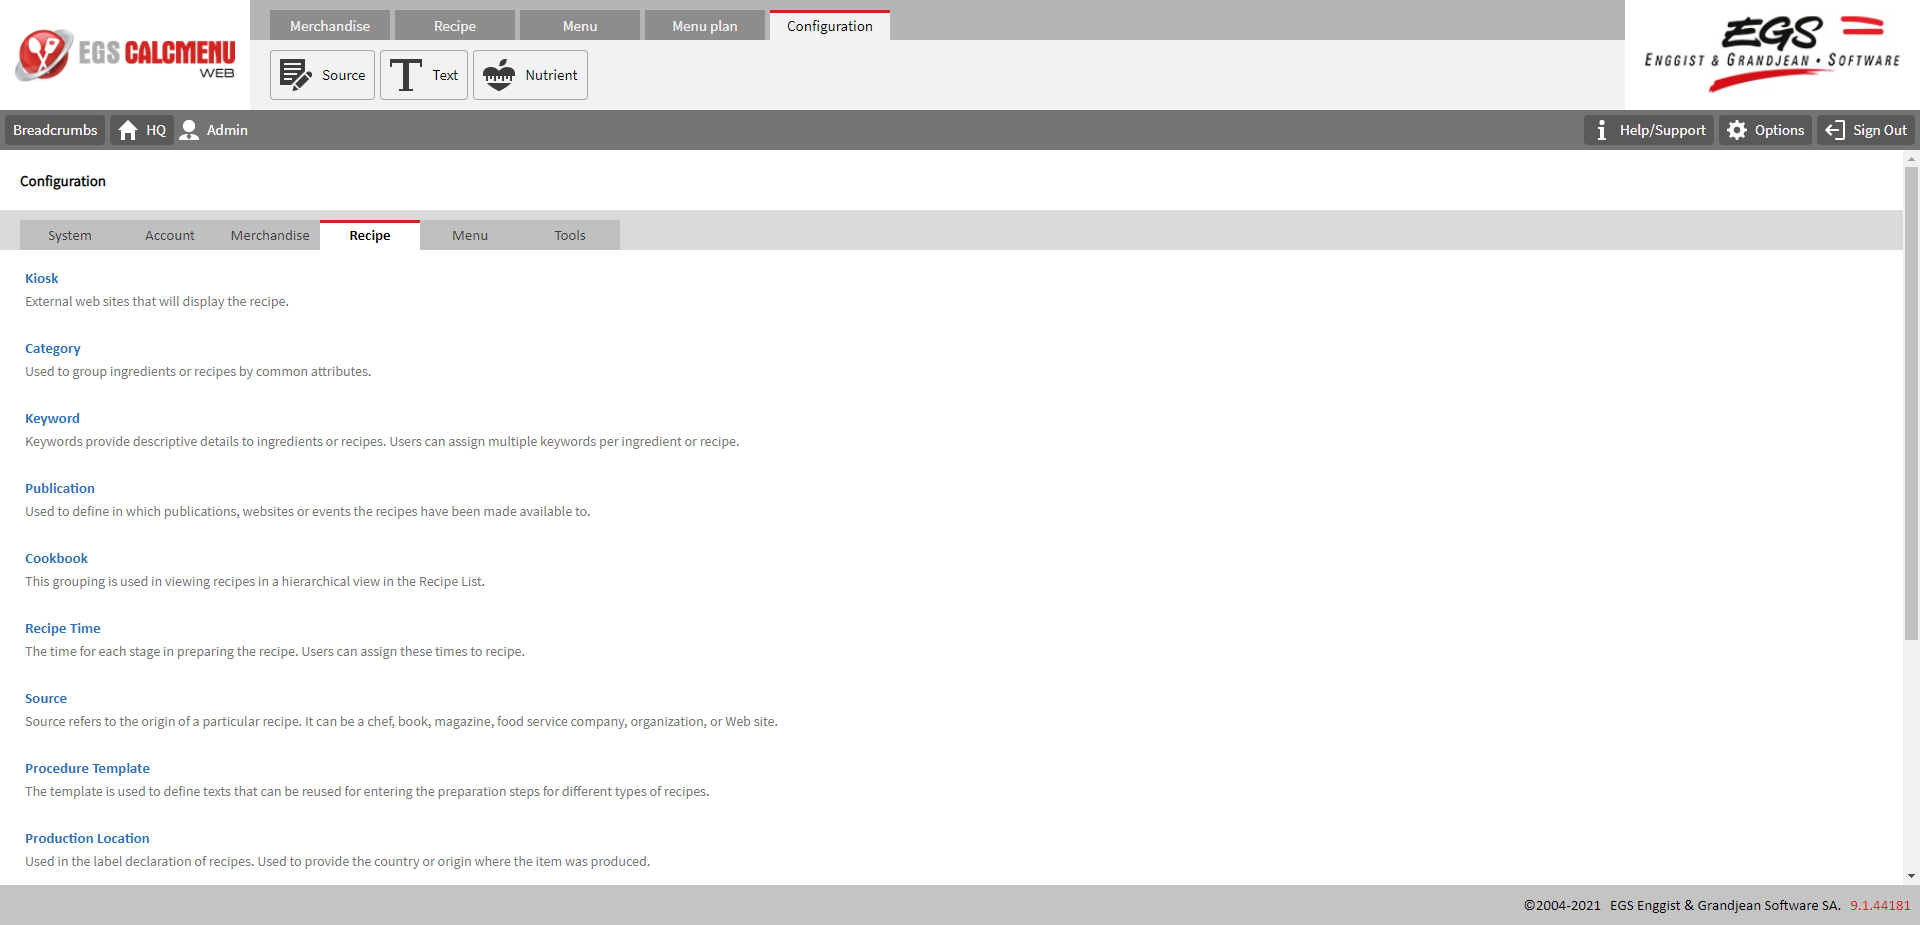 EGS CALCMENU
WEB
Merchandise Recipe Menu Menu plan Configuration
Source Text Nutrient
EGS
ENGGIST & GRANDJEAN • SOFTWARE
Breadcrumbs HQ Admin Help/Support Options Sign Out
Configuration
System Account Merchandise Recipe Menu Tools
Kiosk
External web sites that will display the recipe.
Category
Used to group ingredients or recipes by common attributes.
Keyword
Keywords provide descriptive details to ingredients or recipes. Users can assign multiple keywords per ingredient or recipe.
Publication
Used to define in which publications, websites or events the recipes have been made available to.
Cookbook
This grouping is used in viewing recipes in a hierarchical view in the Recipe List.
Recipe Time
The time for each stage in preparing the recipe. Users can assign these times to recipe.
Source
Source refers to the origin of a particular recipe. It can be a chef, book, magazine, food service company, organization, or Web site.
Procedure Template
The template is used to define texts that can be reused for entering the preparation steps for different types of recipes.
Production Location
Used in the label declaration of recipes. Used to provide the country or origin where the item was produced.
©2004-2021 EGS Enggist & Grandjean Software SA. 9.1.44181